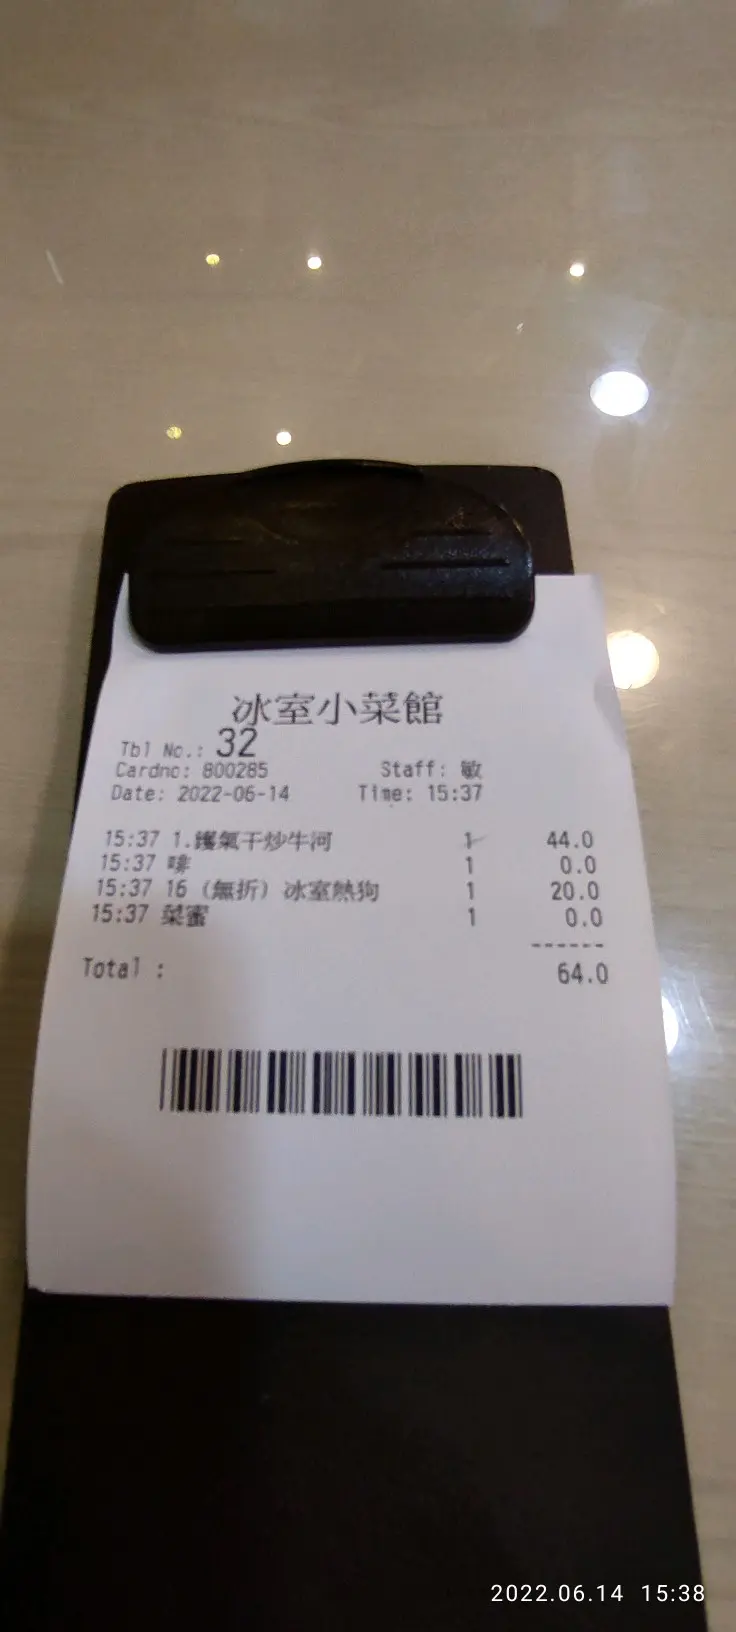 冰室小菜館
Tbl No.: 32
Cardno: 800285 Staff: 敏
Date: 2022-06-14 Time: 15:37
15:37 1.鑊氣干炒牛河 1 44.0
15:37 啡 1 0.0
15:37 16 (無折) 冰室熱狗 1 20.0
15:37 菜蜜 1 0.0
------
Total : 64.0
2022.06.14 15:38